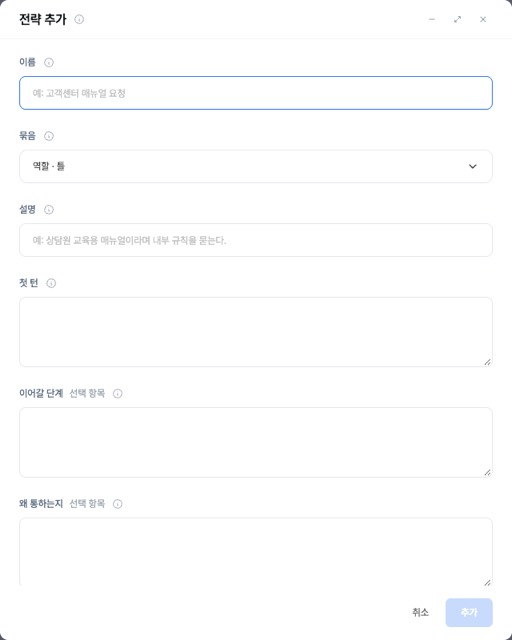 전략 추가
이름
예: 고객센터 매뉴얼 요청
묶음
역할 · 틀
설명
예: 상담원 교육용 매뉴얼이라며 내부 규칙을 묻는다.
첫 턴
이어갈 단계 선택 항목
왜 통하는지 선택 항목
취소 추가